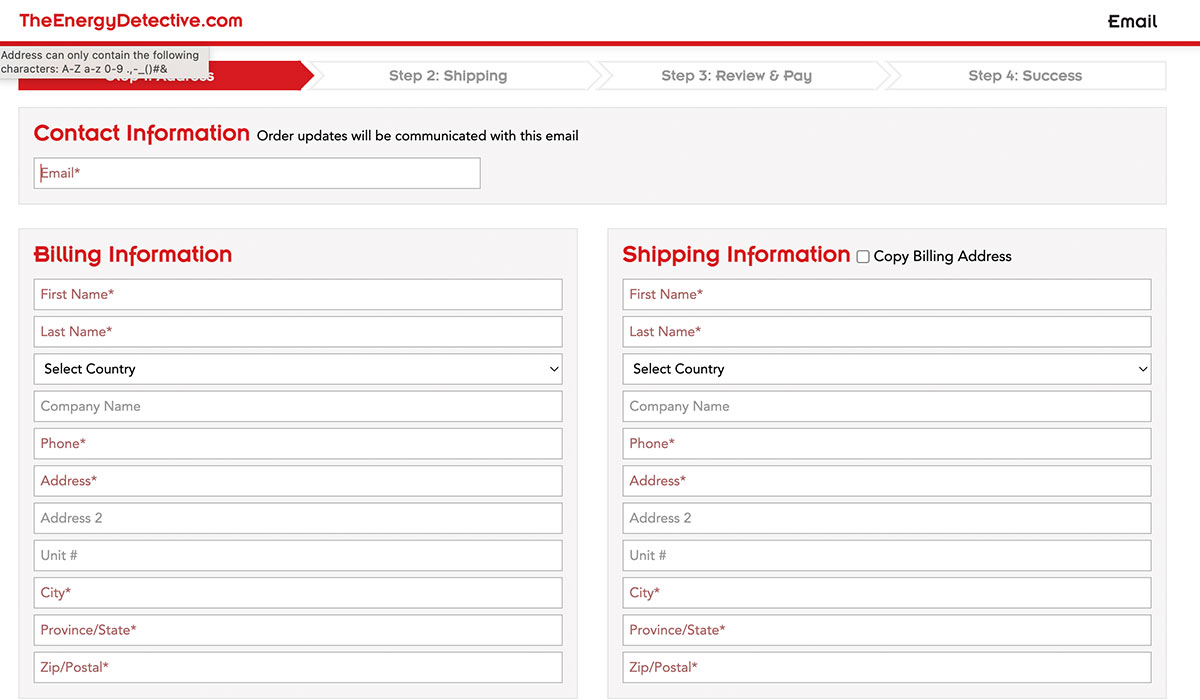 TheEnergyDetective.com
Email
Address can only contain the following
characters: A-Z a-z 0-9 .,-_()#&
Step 1: Address
Step 2: Shipping
Step 3: Review & Pay
Step 4: Success
Contact Information Order updates will be communicated with this email
Email*
Billing Information
First Name*
Last Name*
Select Country
Company Name
Phone*
Address*
Address 2
Unit #
City*
Province/State*
Zip/Postal*
Shipping Information Copy Billing Address
First Name*
Last Name*
Select Country
Company Name
Phone*
Address*
Address 2
Unit #
City*
Province/State*
Zip/Postal*